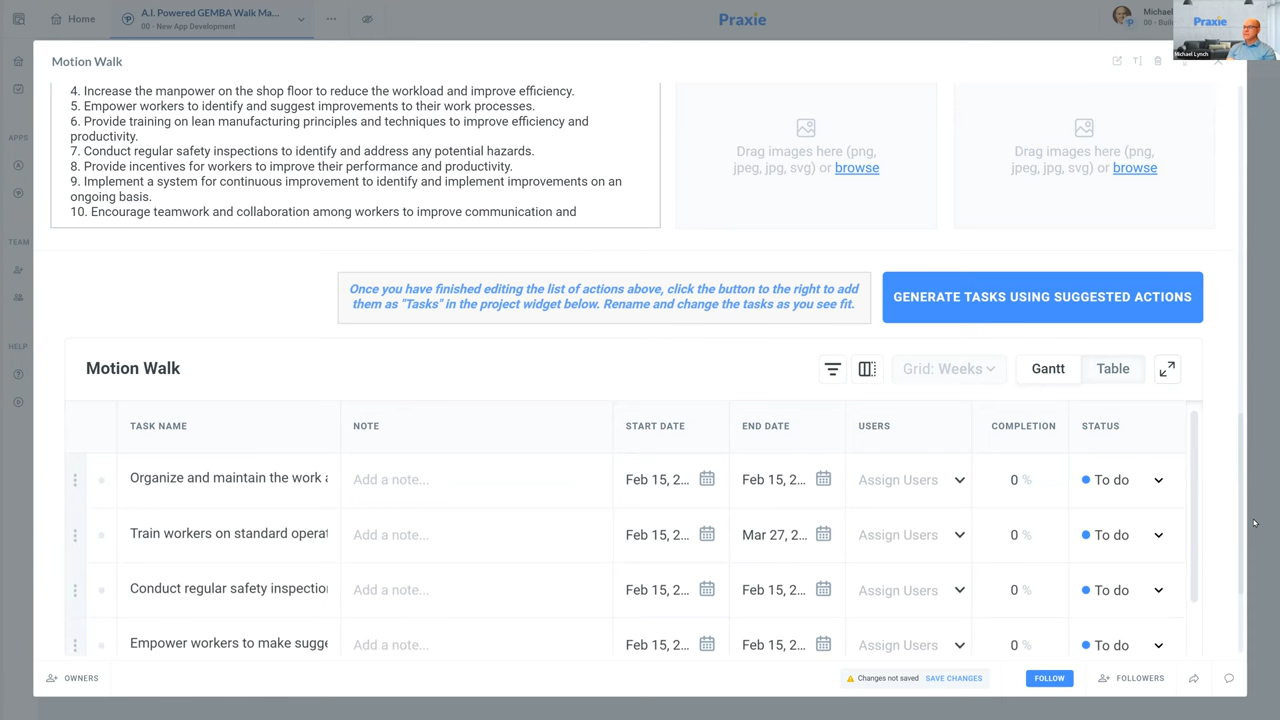 Home
A.I. Powered GEMBA Walk Ma...
00 - New App Development
Praxie
Michael
00 - Buil
Praxie
Michael Lynch
Motion Walk
APPS
TEAM
HELP
4. Increase the manpower on the shop floor to reduce the workload and improve efficiency.
5. Empower workers to identify and suggest improvements to their work processes.
6. Provide training on lean manufacturing principles and techniques to improve efficiency and
productivity.
7. Conduct regular safety inspections to identify and address any potential hazards.
8. Provide incentives for workers to improve their performance and productivity.
9. Implement a system for continuous improvement to identify and implement improvements on an
ongoing basis.
10. Encourage teamwork and collaboration among workers to improve communication and
Drag images here (png,
jpeg, jpg, svg) or browse
Drag images here (png,
jpeg, jpg, svg) or browse
Once you have finished editing the list of actions above, click the button to the right to add
them as "Tasks" in the project widget below. Rename and change the tasks as you see fit.
GENERATE TASKS USING SUGGESTED ACTIONS
Motion Walk
Grid: Weeks
Gantt
Table
TASK NAME NOTE START DATE END DATE USERS COMPLETION STATUS
Organize and maintain the work Add a note... Feb 15, 2... Feb 15, 2... Assign Users 0 % To do
Train workers on standard operat Add a note... Feb 15, 2... Mar 27, 2... Assign Users 0 % To do
Conduct regular safety inspectio Add a note... Feb 15, 2... Feb 15, 2... Assign Users 0 % To do
Empower workers to make sugge Add a note... Feb 15, 2... Feb 15, 2... Assign Users 0 % To do
OWNERS
Changes not saved SAVE CHANGES
FOLLOW
FOLLOWERS